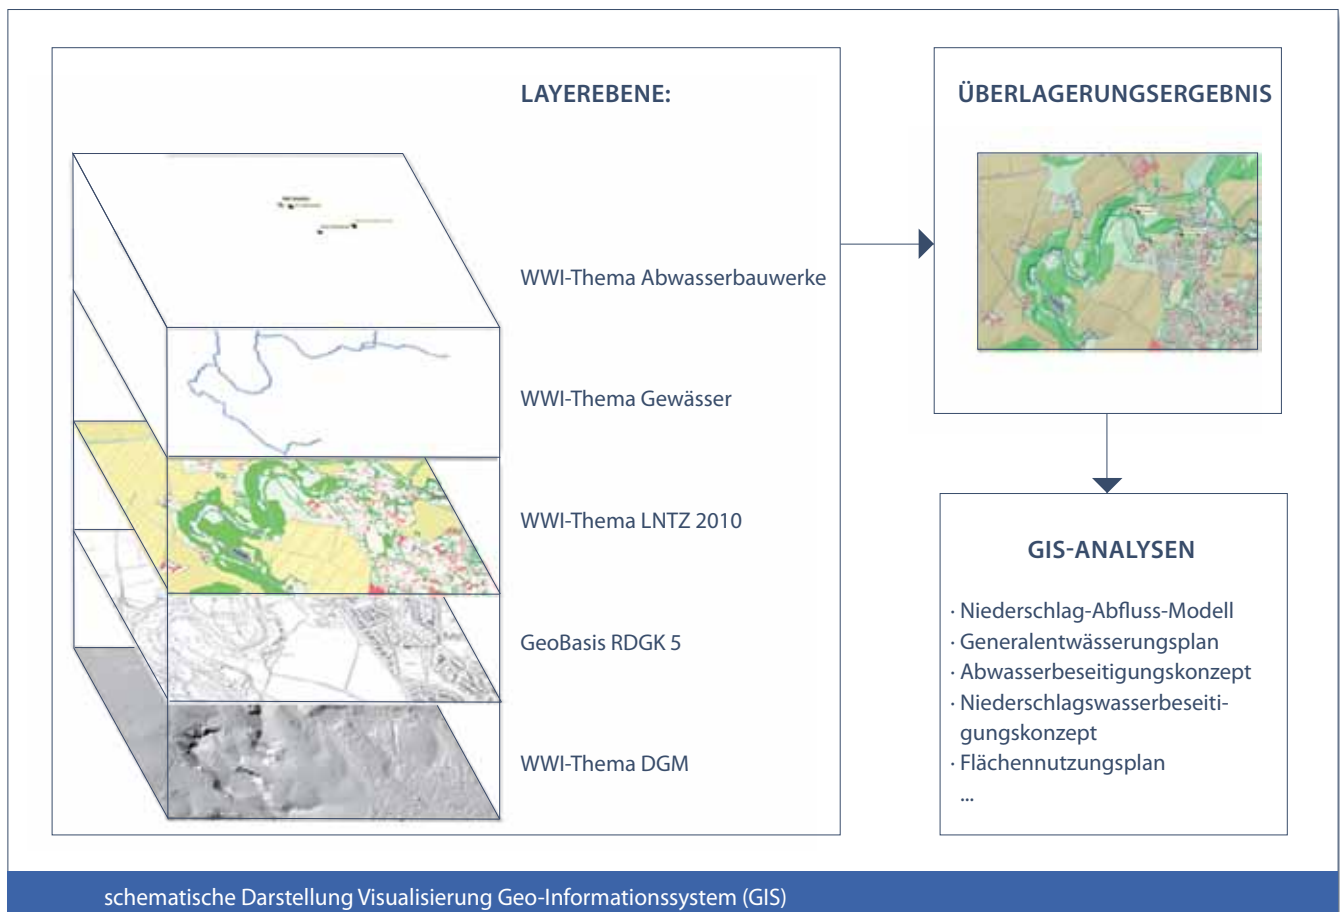 LAYEREBENE:
WWI-Thema Abwasserbauwerke
WWI-Thema Gewässer
WWI-Thema LNTZ 2010
GeoBasis RDGK 5
WWI-Thema DGM
ÜBERLAGERUNGSERGEBNIS
GIS-ANALYSEN
· Niederschlag-Abfluss-Modell
· Generalentwässerungsplan
· Abwasserbeseitigungskonzept
· Niederschlagswasserbeseiti-
gungskonzept
· Flächennutzungsplan
...
schematische Darstellung Visualisierung Geo-Informationssystem (GIS)